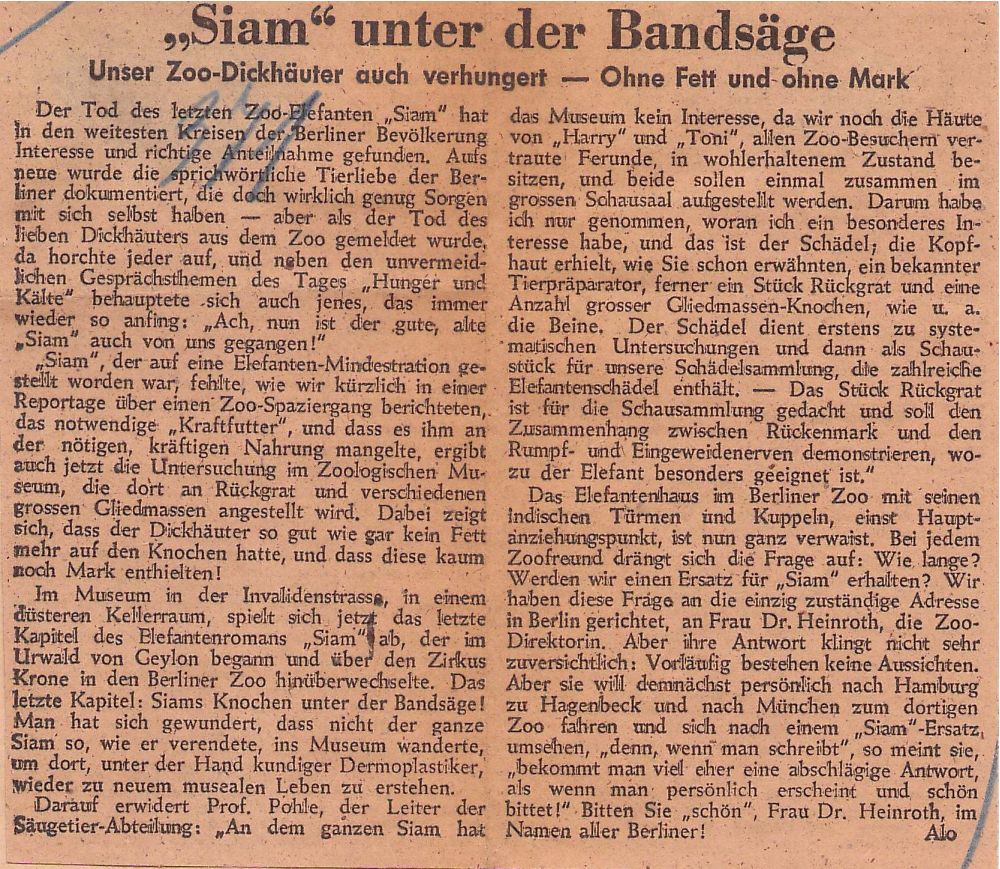 „Siam“ unter der Bandsäge
Unser Zoo-Dickhäuter auch verhungert — Ohne Fett und ohne Mark
Der Tod des letzten Zoo-Elefanten „Siam“ hat
in den weitesten Kreisen der Berliner Bevölkerung
Interesse und richtige Anteilnahme gefunden. Aufs
neue wurde die sprichwörtliche Tierliebe der Ber-
liner dokumentiert, die doch wirklich genug Sorgen
mit sich selbst haben — aber als der Tod des
lieben Dickhäuters aus dem Zoo gemeldet wurde,
da horchte jeder auf, und neben den unvermeid-
lichen Gesprächsthemen des Tages „Hunger und
Kälte“ behauptete sich auch jenes, das immer
wieder so anfing: „Ach, nun ist der gute, alte
„Siam“ auch von uns gegangen!“
„Siam“, der auf eine Elefanten-Mindestration ge-
stellt worden war, fehlte, wie wir kürzlich in einer
Reportage über einen Zoo-Spaziergang berichteten,
das notwendige „Kraftfutter“, und dass es ihm an
der nötigen, kräftigen Nahrung mangelte, ergibt
auch jetzt die Untersuchung im Zoologischen Mu-
seum, die dort an Rückgrat und verschiedenen
grossen Gliedmassen angestellt wird. Dabei zeigt
sich, dass der Dickhäuter so gut wie gar kein Fett
mehr auf den Knochen hatte, und dass diese kaum
noch Mark enthielten!
Im Museum in der Invalidenstrasse, in einem
düsteren Kellerraum, spielt sich jetzt das letzte
Kapitel des Elefantenromans „Siam“ ab, der im
Urwald von Ceylon begann und über den Zirkus
Krone in den Berliner Zoo hinüberwechselte. Das
letzte Kapitel: Siams Knochen unter der Bandsäge!
Man hat sich gewundert, dass nicht der ganze
Siam so, wie er verendete, ins Museum wanderte,
um dort, unter der Hand kundiger Dermoplastiker,
wieder zu neuem musealen Leben zu erstehen.
Darauf erwidert Prof. Pohle, der Leiter der
Säugetier-Abteilung: „An dem ganzen Siam hat
das Museum kein Interesse, da wir noch die Häute
von „Harry“ und „Toni“, allen Zoo-Besuchern ver-
traute Ferunde, in wohlerhaltenem Zustand be-
sitzen, und beide sollen einmal zusammen im
grossen Schausaal aufgestellt werden. Darum habe
ich nur genommen, woran ich ein besonderes In-
teresse habe, und das ist der Schädel; die Kopf-
haut erhielt, wie Sie schon erwähnten, ein bekannter
Tierpräparator, ferner ein Stück Rückgrat und eine
Anzahl grosser Gliedmassen-Knochen, wie u. a.
die Beine. Der Schädel dient erstens zu syste-
matischen Untersuchungen und dann als Schau-
stück für unsere Schädelsammlung, die zahlreiche
Elefantenschädel enthält. — Das Stück Rückgrat
ist für die Schausammlung gedacht und soll den
Zusammenhang zwischen Rückenmark und den
Rumpf- und Eingeweidenerven demonstrieren, wo-
zu der Elefant besonders geeignet ist.“
Das Elefantenhaus im Berliner Zoo mit seinen
indischen Türmen und Kuppeln, einst Haupt-
anziehungspunkt, ist nun ganz verwaist. Bei jedem
Zoofreund drängt sich die Frage auf: Wie lange?
Werden wir einen Ersatz für „Siam“ erhalten? Wir
haben diese Frage an die einzig zuständige Adresse
in Berlin gerichtet, an Frau Dr. Heinroth, die Zoo-
Direktorin. Aber ihre Antwort klingt nicht sehr
zuversichtlich: Vorläufig bestehen keine Aussichten.
Aber sie will demnächst persönlich nach Hamburg
zu Hagenbeck und nach München zum dortigen
Zoo fahren und sich nach einem „Siam“-Ersatz
umsehen, „denn, wenn man schreibt“, so meint sie,
„bekommt man viel eher eine abschlägige Antwort,
als wenn man persönlich erscheint und schön
bittet!“ Bitten Sie „schön“, Frau Dr. Heinroth, im
Namen aller Berliner! Alo